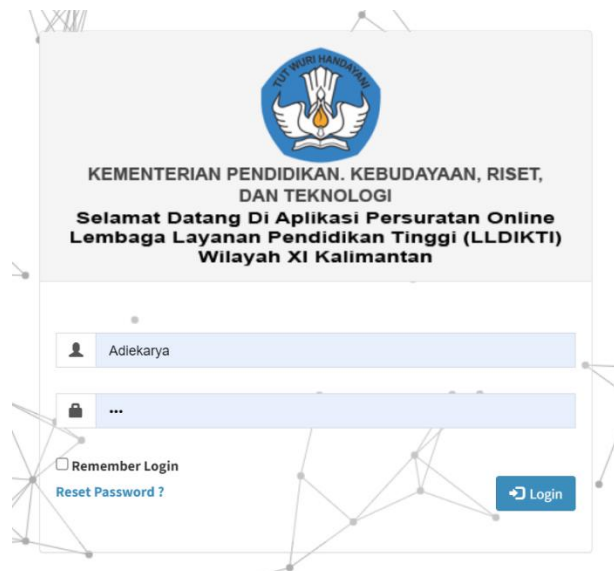 TUT WURI HANDAYANI
KEMENTERIAN PENDIDIKAN. KEBUDAYAAN, RISET,
DAN TEKNOLOGI
Selamat Datang Di Aplikasi Persuratan Online
Lembaga Layanan Pendidikan Tinggi (LLDIKTI)
Wilayah XI Kalimantan
Adiekarya
•••
Remember Login
Reset Password ?
Login